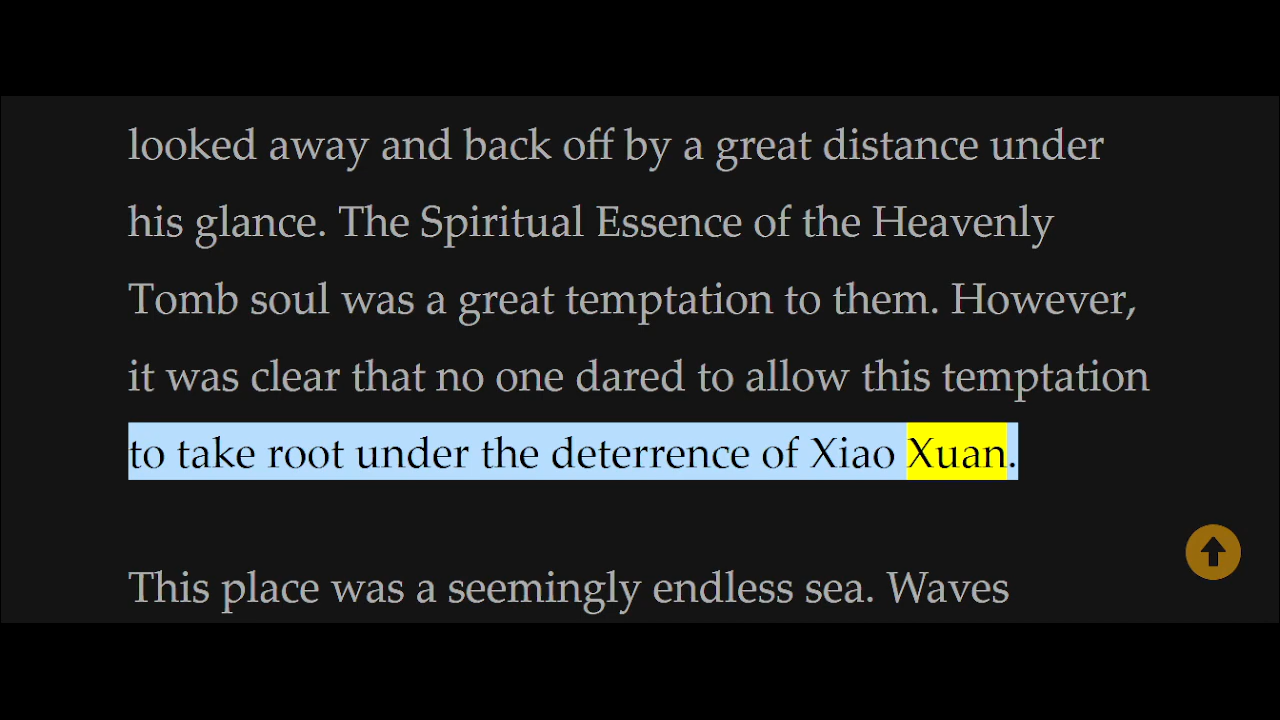 looked away and back off by a great distance under
his glance. The Spiritual Essence of the Heavenly
Tomb soul was a great temptation to them. However,
it was clear that no one dared to allow this temptation
to take root under the deterrence of Xiao Xuan.
This place was a seemingly endless sea. Waves